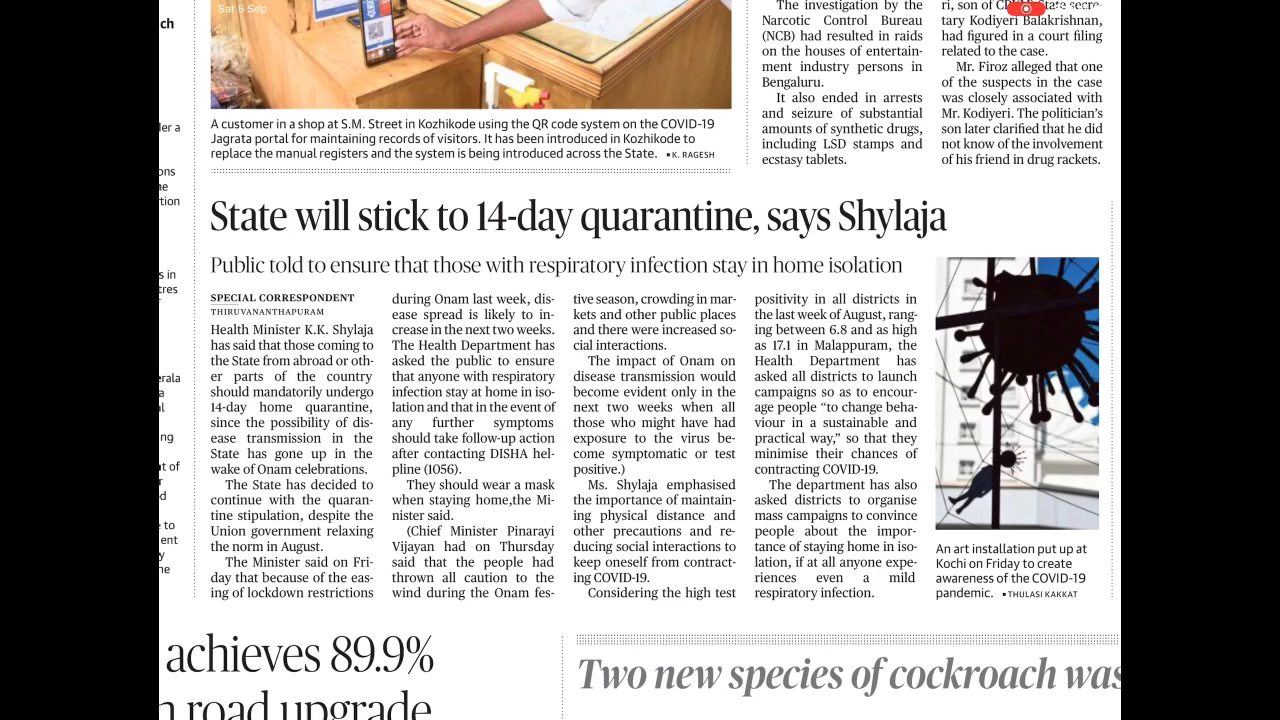 Sat 5 Sep
ch
ler a
ons
ne
rtion
s in
tres
erala
a
al
ng
at of
r
ed
e to
ent
y
ne
A customer in a shop at S.M. Street in Kozhikode using the QR code system on the COVID-19
Jagrata portal for maintaining records of visitors. It has been introduced in Kozhikode to
replace the manual registers and the system is being introduced across the State. ▪ K. RAGESH
The investigation by the
Narcotic Control Bureau
(NCB) had resulted in raids
on the houses of entertain-
ment industry persons in
Bengaluru.
It also ended in arrests
and seizure of substantial
amounts of synthetic drugs,
including LSD stamps and
ecstasy tablets.
ri, son of State secre-
tary Kodiyeri Balakrishnan,
had figured in a court filing
related to the case.
Mr. Firoz alleged that one
of the suspects in the case
was closely associated with
Mr. Kodiyeri. The politician's
son later clarified that he did
not know of the involvement
of his friend in drug rackets.
State will stick to 14-day quarantine, says Shylaja
Public told to ensure that those with respiratory infection stay in home isolation
SPECIAL CORRESPONDENT
THIRUVANANTHAPURAM
Health Minister K.K. Shylaja
has said that those coming to
the State from abroad or oth-
er parts of the country
should mandatorily undergo
14-day home quarantine,
since the possibility of dis-
ease transmission in the
State has gone up in the
wake of Onam celebrations.
The State has decided to
continue with the quaran-
tine stipulation, despite the
Union government relaxing
the norm in August.
The Minister said on Fri-
day that because of the eas-
ing of lockdown restrictions
during Onam last week, dis-
ease spread is likely to in-
crease in the next two weeks.
The Health Department has
asked the public to ensure
that anyone with respiratory
infection stay at home in iso-
lation and that in the event of
any further symptoms
should take follow-up action
after contacting DISHA hel-
pline (1056).
They should wear a mask
when staying home,the Mi-
nister said.
(Chief Minister Pinarayi
Vijayan had on Thursday
said that the people had
thrown all caution to the
wind during the Onam fes-
tive season, crowding in mar-
kets and other public places
and there were increased so-
cial interactions.
The impact of Onam on
disease transmission would
become evident only in the
next two weeks when all
those who might have had
exposure to the virus be-
come symptomatic or test
positive.)
Ms. Shylaja emphasised
the importance of maintain-
ing physical distance and
other precautions and re-
ducing social interactions to
keep oneself from contract-
ing COVID-19.
Considering the high test
positivity in all districts in
the last week of August, rang-
ing between 6.8 and as high
as 17.1 in Malappuram, the
Health Department has
asked all districts to launch
campaigns so as to encour-
age people “to change beha-
viour in a sustainable and
practical way,” so that they
minimise their chances of
contracting COVID-19.
The department has also
asked districts to organise
mass campaigns to convince
people about the impor-
tance of staying home in iso-
lation, if at all anyone expe-
riences even a mild
respiratory infection.
An art installation put up at
Kochi on Friday to create
awareness of the COVID-19
pandemic. ▪ THULASI KAKKAT
achieves 89.9%
n road upgrade
Two new species of cockroach was